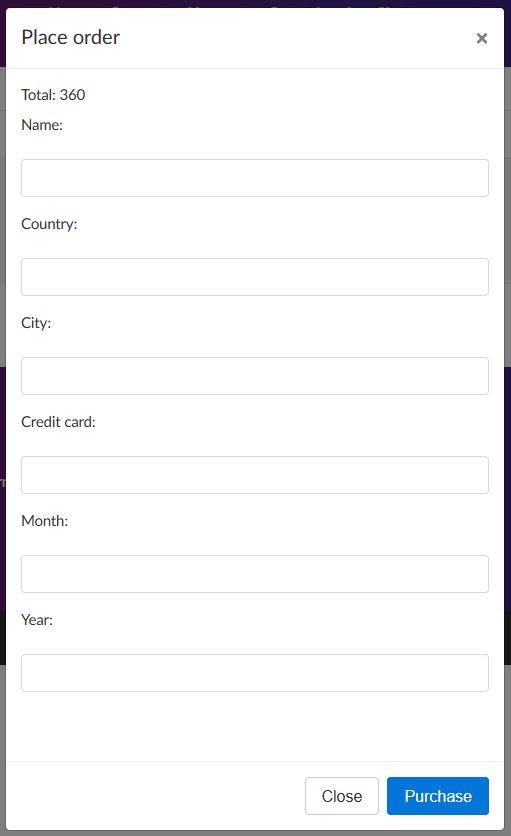 Place order
×
Total: 360
Name:
Country:
City:
Credit card:
Month:
Year:
Close
Purchase